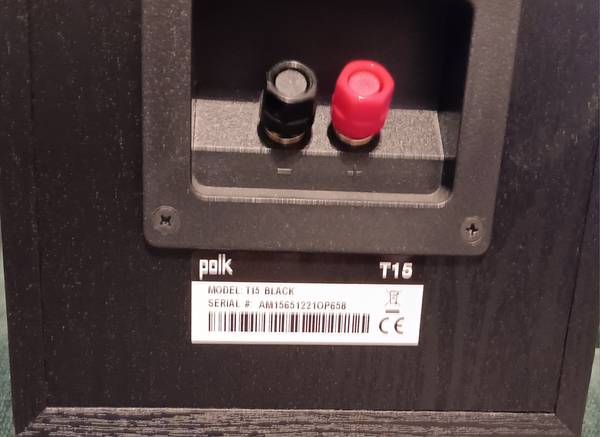 - +
polk T15
MODEL: T15 BLACK
SERIAL #: AM15651221OP658
CE